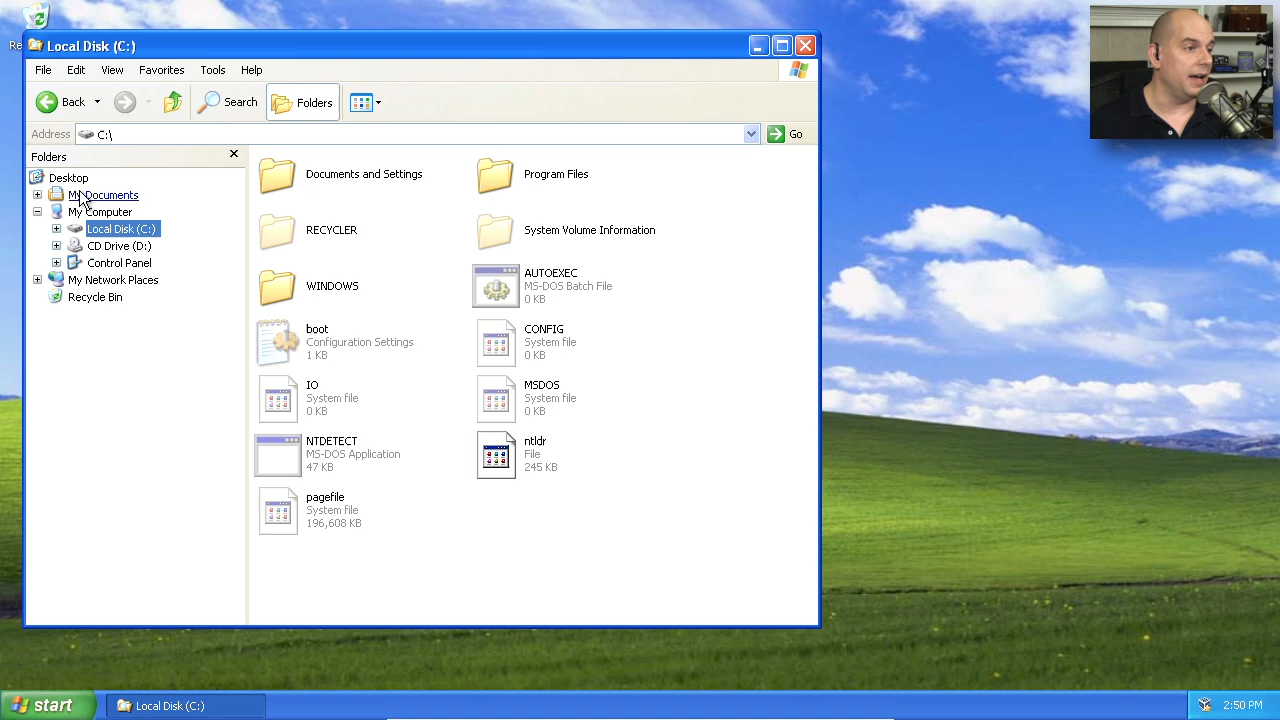 Re
Local Disk (C:)
File Edit View Favorites Tools Help
Back Search Folders
Address C:\ Go
Folders
Desktop
My Documents
My Computer
Local Disk (C:)
CD Drive (D:)
Control Panel
My Network Places
Recycle Bin
Documents and Settings
Program Files
RECYCLER
System Volume Information
WINDOWS
AUTOEXEC
MS-DOS Batch File
0 KB
boot
Configuration Settings
1 KB
CONFIG
System file
0 KB
IO
System file
0 KB
MSDOS
System file
0 KB
NTDETECT
MS-DOS Application
47 KB
ntldr
File
245 KB
pagefile
System file
196,608 KB
start
Local Disk (C:)
2:50 PM